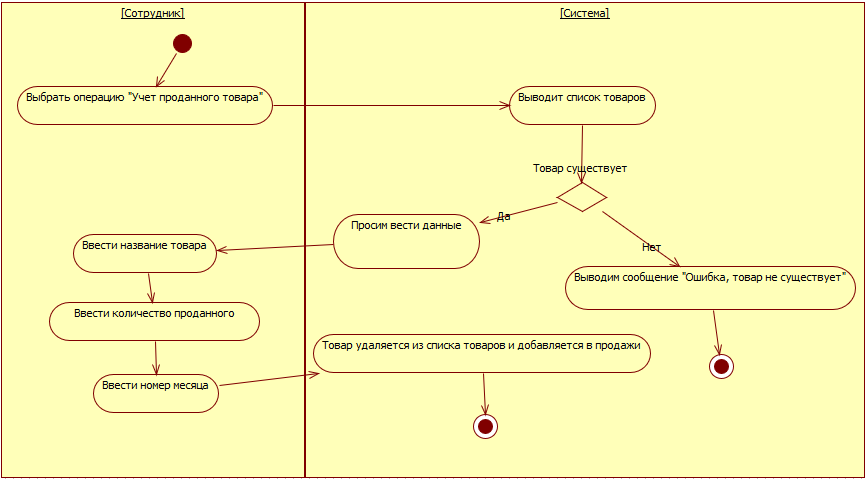 [Сотрудник]
[Система]
Выбрать операцию "Учет проданного товара"
Выводит список товаров
Товар существует
Да
Просим вести данные
Нет
Ввести название товара
Выводим сообщение "Ошибка, товар не существует"
Ввести количество проданного
Товар удаляется из списка товаров и добавляется в продажи
Ввести номер месяца